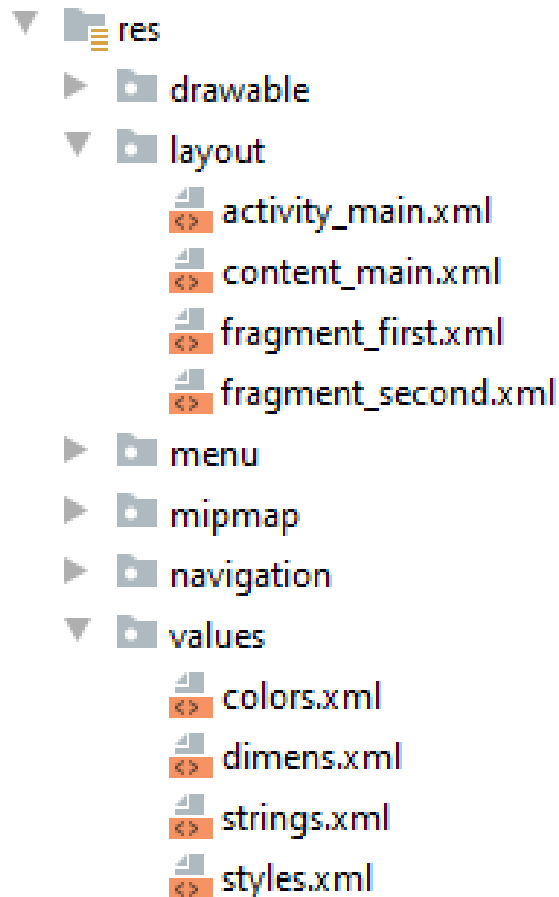 res
drawable
layout
activity_main.xml
content_main.xml
fragment_first.xml
fragment_second.xml
menu
mipmap
navigation
values
colors.xml
dimens.xml
strings.xml
styles.xml